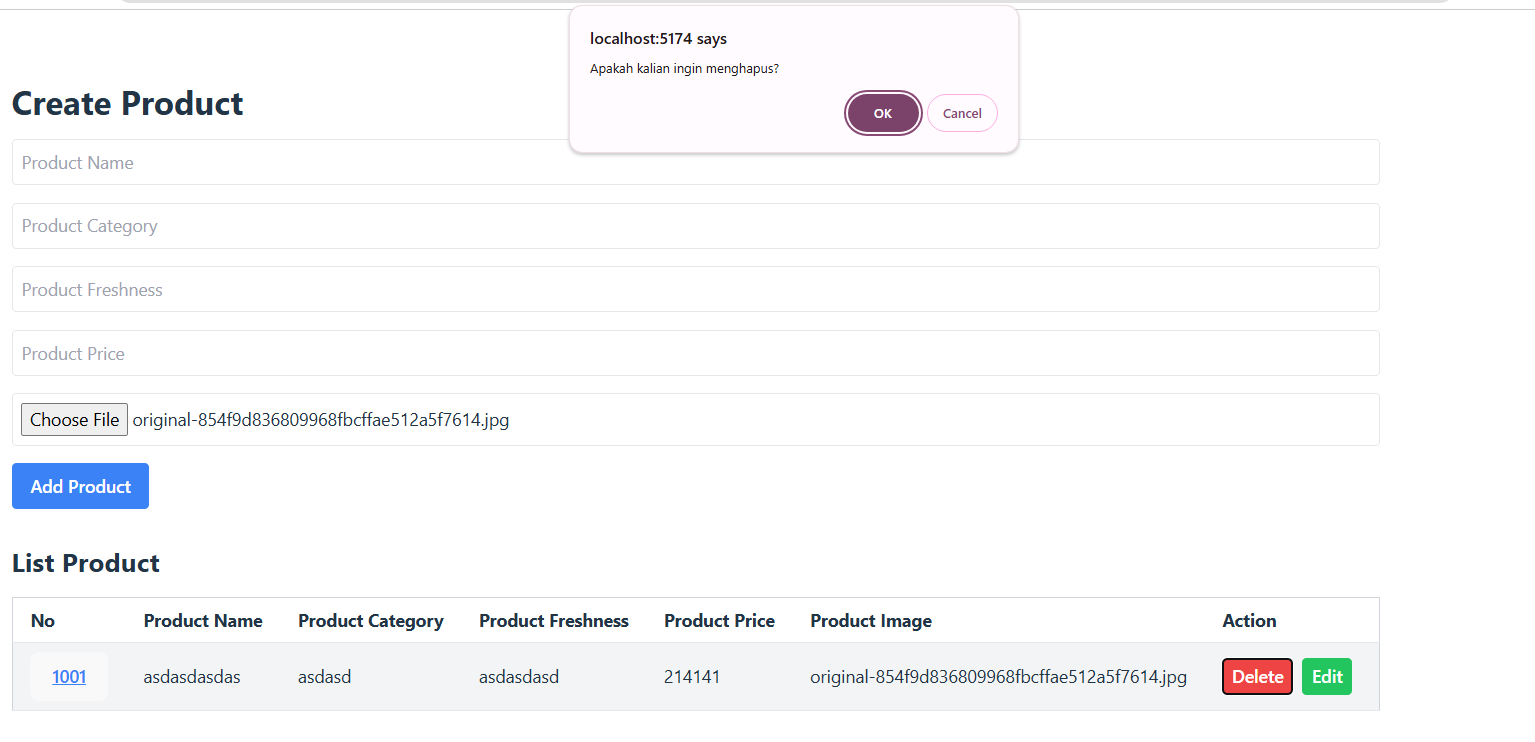 localhost:5174 says
Apakah kalian ingin menghapus?
OK Cancel
Create Product
Product Name
Product Category
Product Freshness
Product Price
Choose File original-854f9d836809968fbcffae512a5f7614.jpg
Add Product
List Product
No Product Name Product Category Product Freshness Product Price Product Image Action
1001 asdasdasdas asdasd asdasdasd 214141 original-854f9d836809968fbcffae512a5f7614.jpg Delete Edit